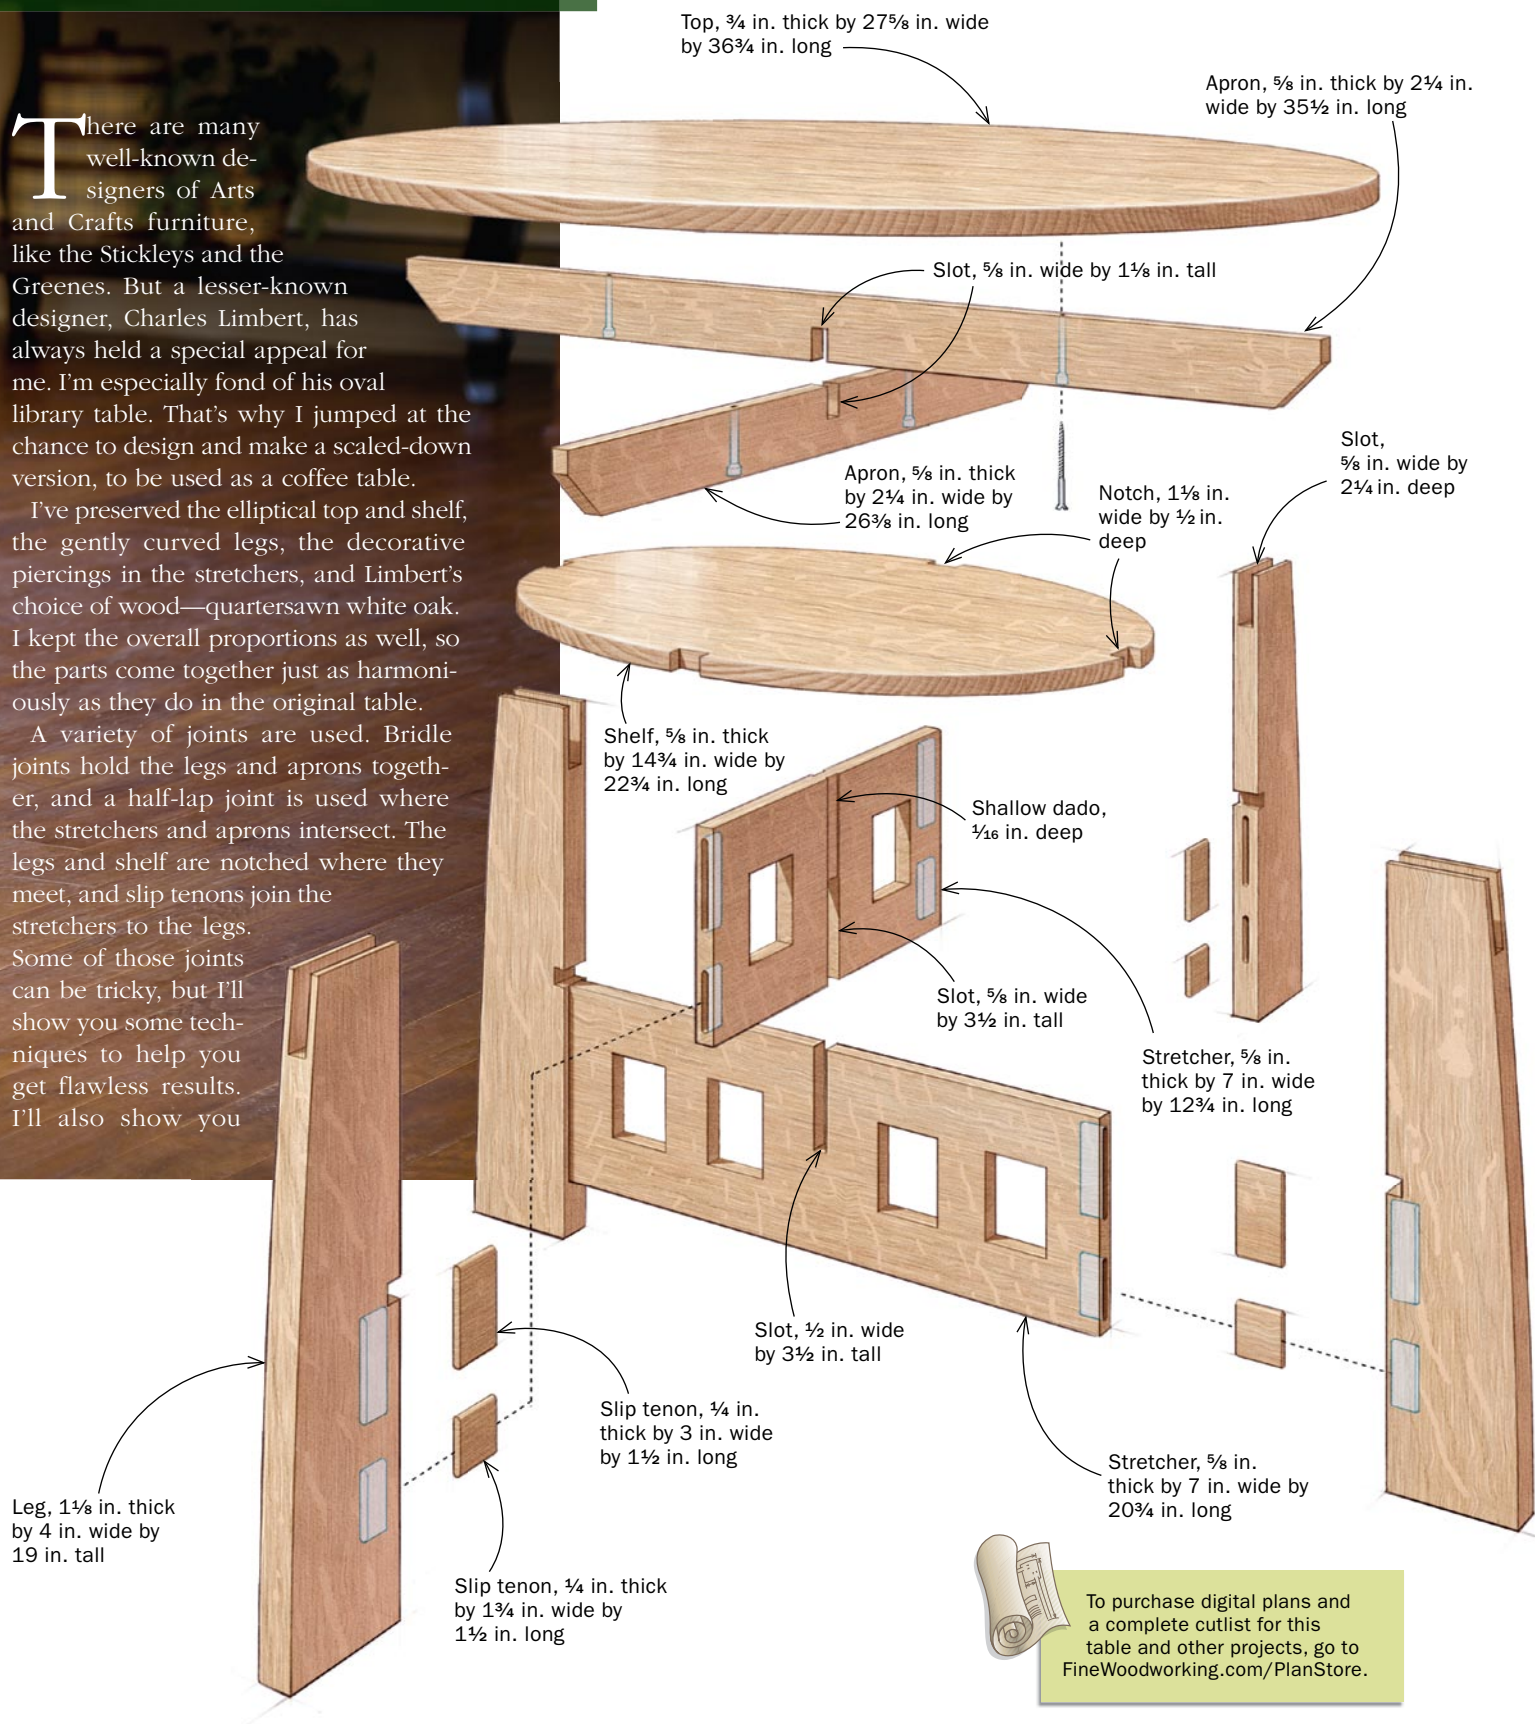 There are many
well-known de-
signers of Arts
and Crafts furniture,
like the Stickleys and the
Greenes. But a lesser-known
designer, Charles Limbert, has
always held a special appeal for
me. I'm especially fond of his oval
library table. That's why I jumped at the
chance to design and make a scaled-down
version, to be used as a coffee table.
I've preserved the elliptical top and shelf,
the gently curved legs, the decorative
piercings in the stretchers, and Limbert's
choice of wood—quartersawn white oak.
I kept the overall proportions as well, so
the parts come together just as harmoni-
ously as they do in the original table.
A variety of joints are used. Bridle
joints hold the legs and aprons togeth-
er, and a half-lap joint is used where
the stretchers and aprons intersect. The
legs and shelf are notched where they
meet, and slip tenons join the
stretchers to the legs.
Some of those joints
can be tricky, but I'll
show you some tech-
niques to help you
get flawless results.
I'll also show you
Top, ¾ in. thick by 27⅝ in. wide
by 36¾ in. long
Apron, ⅝ in. thick by 2¼ in.
wide by 35½ in. long
Slot, ⅝ in. wide by 1⅛ in. tall
Apron, ⅝ in. thick
by 2¼ in. wide by
26⅜ in. long
Notch, 1⅛ in.
wide by ½ in.
deep
Slot,
⅝ in. wide by
2¼ in. deep
Shelf, ⅝ in. thick
by 14¾ in. wide by
22¾ in. long
Shallow dado,
1⁄16 in. deep
Slot, ⅝ in. wide
by 3½ in. tall
Stretcher, ⅝ in.
thick by 7 in. wide
by 12¾ in. long
Slot, ½ in. wide
by 3½ in. tall
Slip tenon, ¼ in.
thick by 3 in. wide
by 1½ in. long
Stretcher, ⅝ in.
thick by 7 in. wide by
20¾ in. long
Leg, 1⅛ in. thick
by 4 in. wide by
19 in. tall
Slip tenon, ¼ in. thick
by 1¾ in. wide by
1½ in. long
To purchase digital plans and
a complete cutlist for this
table and other projects, go to
FineWoodworking.com/PlanStore.